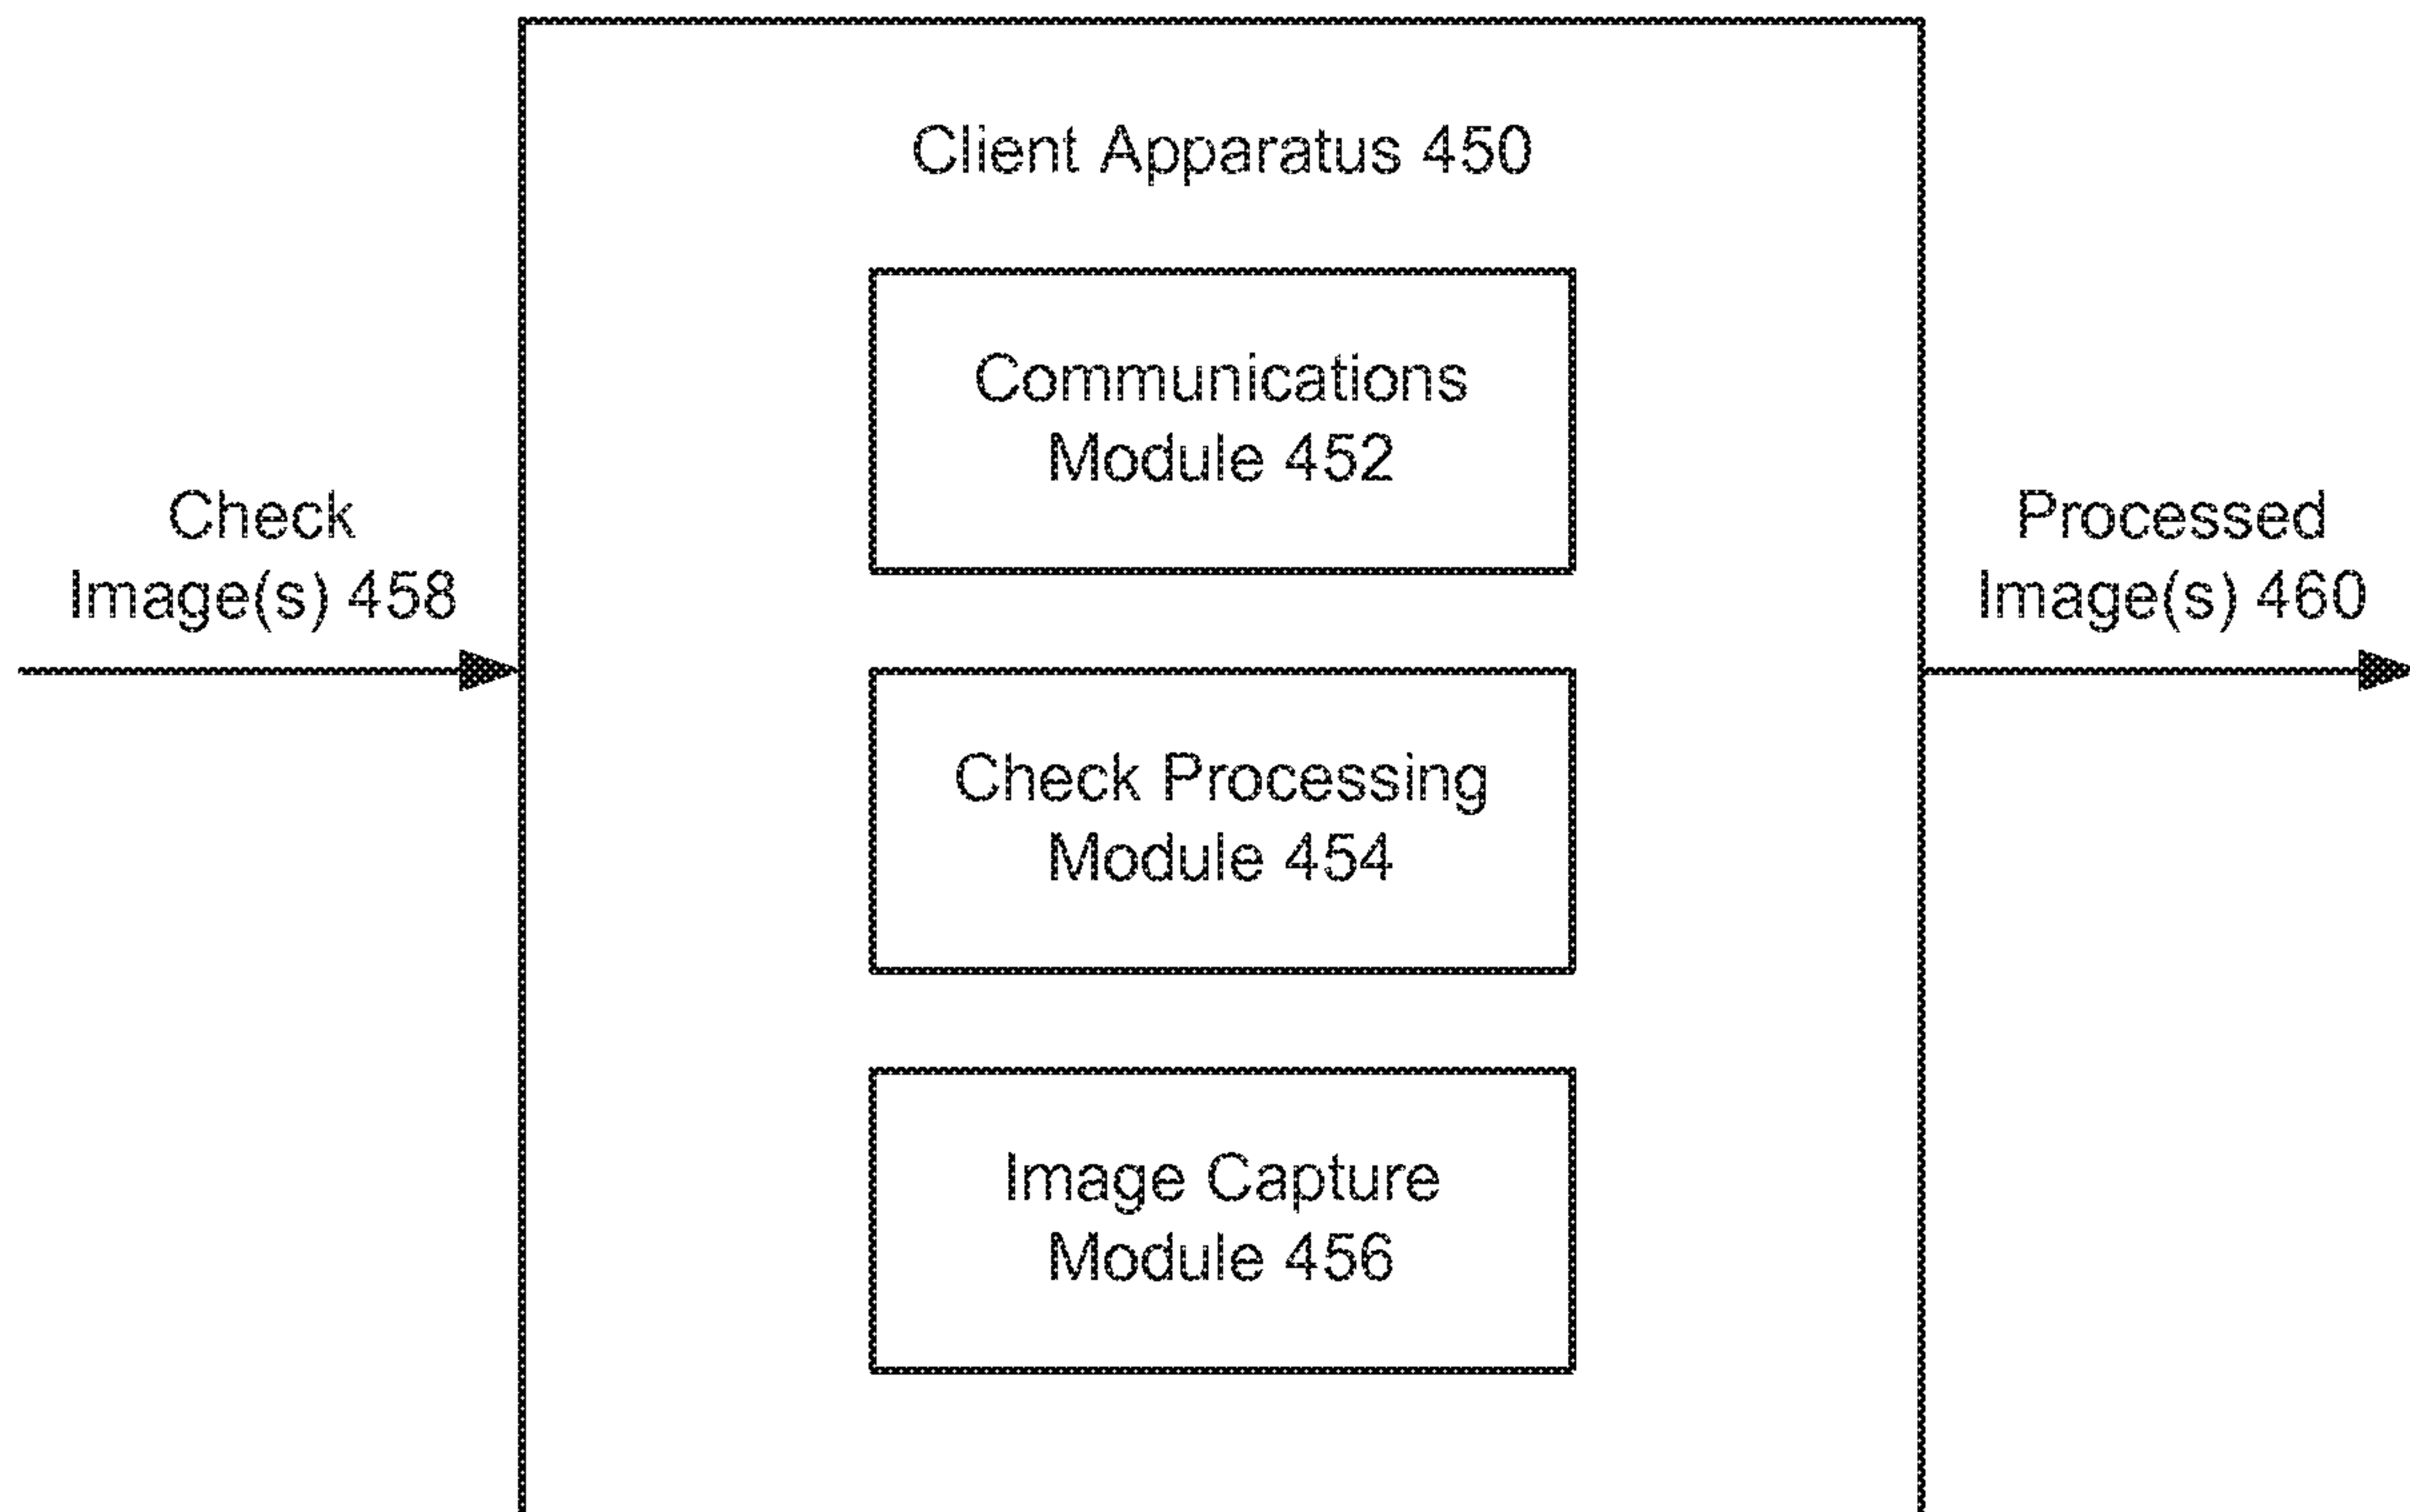 Client Apparatus 450
Communications
Module 452
Check
Image(s) 458
Processed
Image(s) 460
Check Processing
Module 454
Image Capture
Module 456